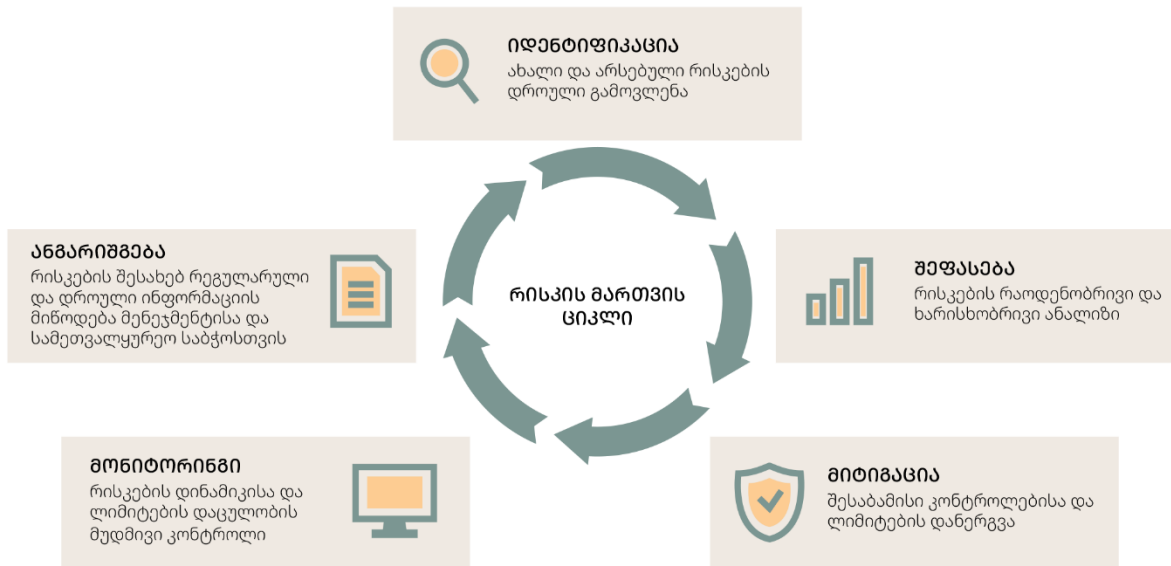 იდენტიფიკაცია
ახალი და არსებული რისკების
დროული გამოვლენა
შეფასება
რისკების რაოდენობრივი და
ხარისხობრივი ანალიზი
მიტიგაცია
შესაბამისი კონტროლებისა და
ლიმიტების დანერგვა
მონიტორინგი
რისკების დინამიკისა და
ლიმიტების დაცულობის
მუდმივი კონტროლი
ანგარიშგება
რისკების შესახებ რეგულარული
და დროული ინფორმაციის
მიწოდება მენეჯმენტისა და
სამეთვალყურეო საბჭოსთვის
რისკის მართვის
ციკლი